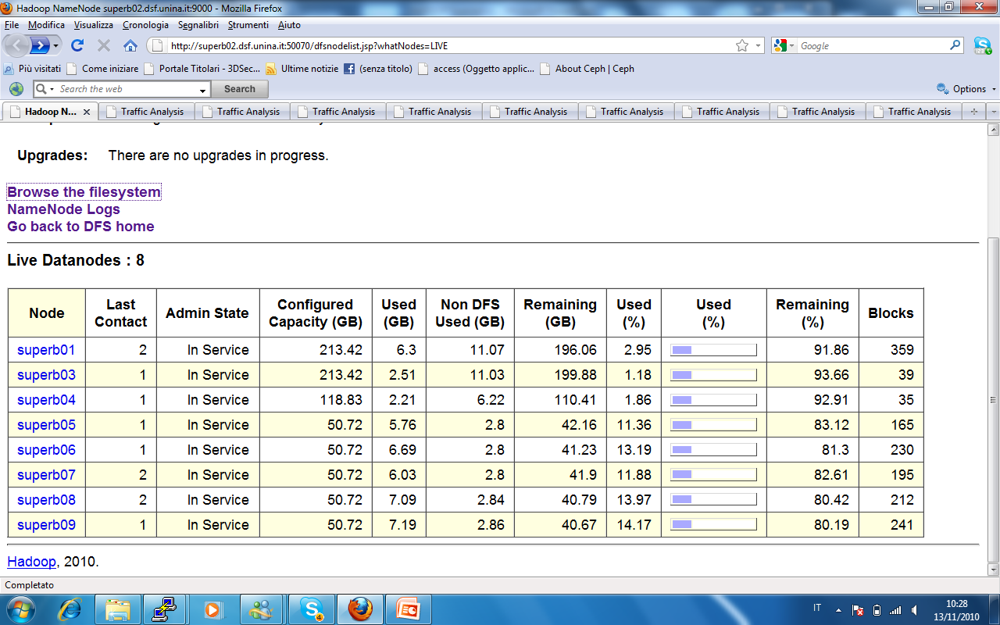 Hadoop NameNode superb02.dsf.unina.it:9000 - Mozilla Firefox
File Modifica Visualizza Cronologia Segnalibri Strumenti Aiuto
http://superb02.dsf.unina.it:50070/dfsnodelist.jsp?whatNodes=LIVE Google
Più visitati Come iniziare Portale Titolari - 3DSec... Ultime notizie (senza titolo) access (Oggetto applic... About Ceph | Ceph
Search the web Search Options
Hadoop N... Traffic Analysis Traffic Analysis Traffic Analysis Traffic Analysis Traffic Analysis Traffic Analysis Traffic Analysis Traffic Analysis Traffic Analysis
Upgrades: There are no upgrades in progress.
Browse the filesystem
NameNode Logs
Go back to DFS home
Live Datanodes : 8
Node Last Contact Admin State Configured Capacity (GB) Used (GB) Non DFS Used (GB) Remaining (GB) Used (%) Used (%) Remaining (%) Blocks
superb01 2 In Service 213.42 6.3 11.07 196.06 2.95 91.86 359
superb03 1 In Service 213.42 2.51 11.03 199.88 1.18 93.66 39
superb04 1 In Service 118.83 2.21 6.22 110.41 1.86 92.91 35
superb05 1 In Service 50.72 5.76 2.8 42.16 11.36 83.12 165
superb06 1 In Service 50.72 6.69 2.8 41.23 13.19 81.3 230
superb07 2 In Service 50.72 6.03 2.8 41.9 11.88 82.61 195
superb08 2 In Service 50.72 7.09 2.84 40.79 13.97 80.42 212
superb09 1 In Service 50.72 7.19 2.86 40.67 14.17 80.19 241
Hadoop, 2010.
Completato
IT 10:28
13/11/2010